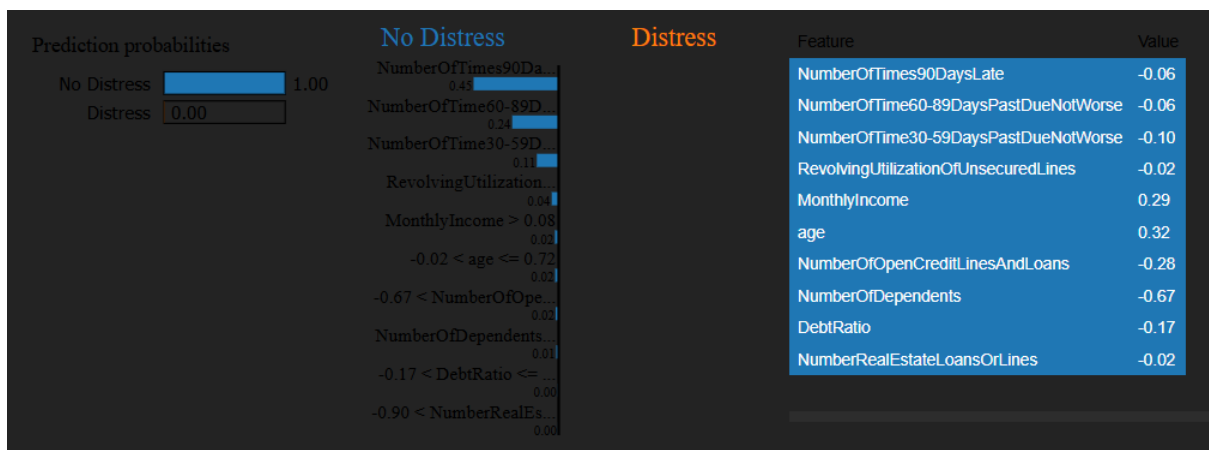 Prediction probabilities
No Distress 1.00
Distress 0.00
No Distress Distress
NumberOfTimes90Da...
0.45
NumberOfTime60-89D...
0.24
NumberOfTime30-59D...
0.11
RevolvingUtilization...
0.04
MonthlyIncome > 0.08
0.02
-0.02 < age <= 0.72
0.02
-0.67 < NumberOfOpe...
0.02
NumberOfDependents...
0.01
-0.17 < DebtRatio <= ...
0.00
-0.90 < NumberRealEs...
0.00
Feature Value
NumberOfTimes90DaysLate -0.06
NumberOfTime60-89DaysPastDueNotWorse -0.06
NumberOfTime30-59DaysPastDueNotWorse -0.10
RevolvingUtilizationOfUnsecuredLines -0.02
MonthlyIncome 0.29
age 0.32
NumberOfOpenCreditLinesAndLoans -0.28
NumberOfDependents -0.67
DebtRatio -0.17
NumberRealEstateLoansOrLines -0.02